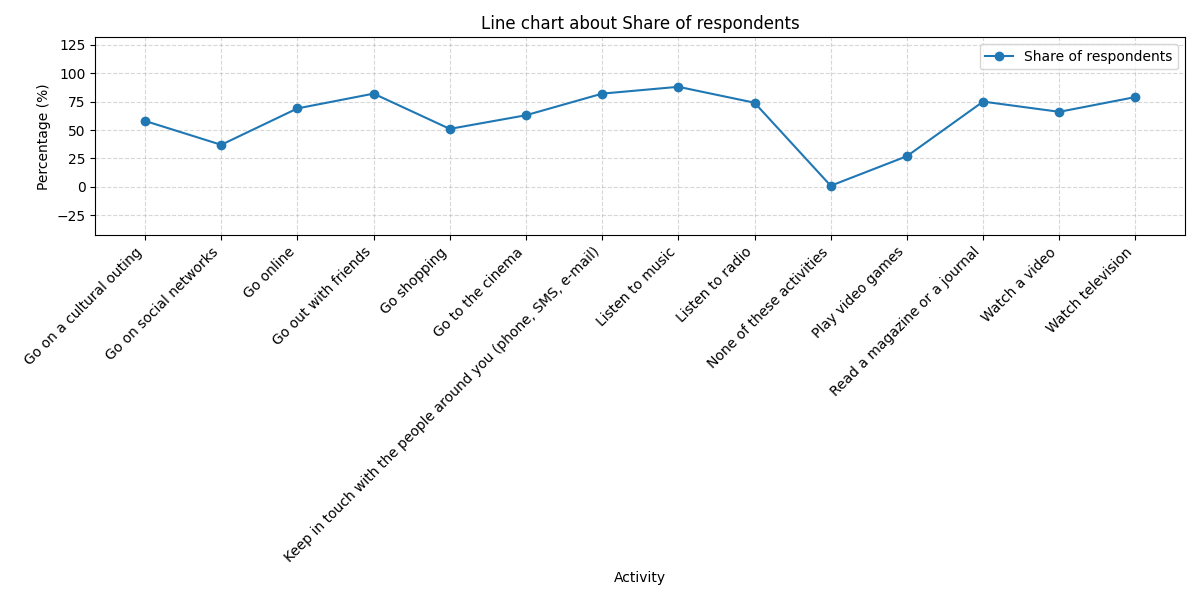 Line chart about Share of respondents
Share of respondents
Percentage (%)
125
100
75
50
25
0
−25
Go on a cultural outing
Go on social networks
Go online
Go out with friends
Go shopping
Go to the cinema
Keep in touch with the people around you (phone, SMS, e-mail)
Listen to music
Listen to radio
None of these activities
Play video games
Read a magazine or a journal
Watch a video
Watch television
Activity